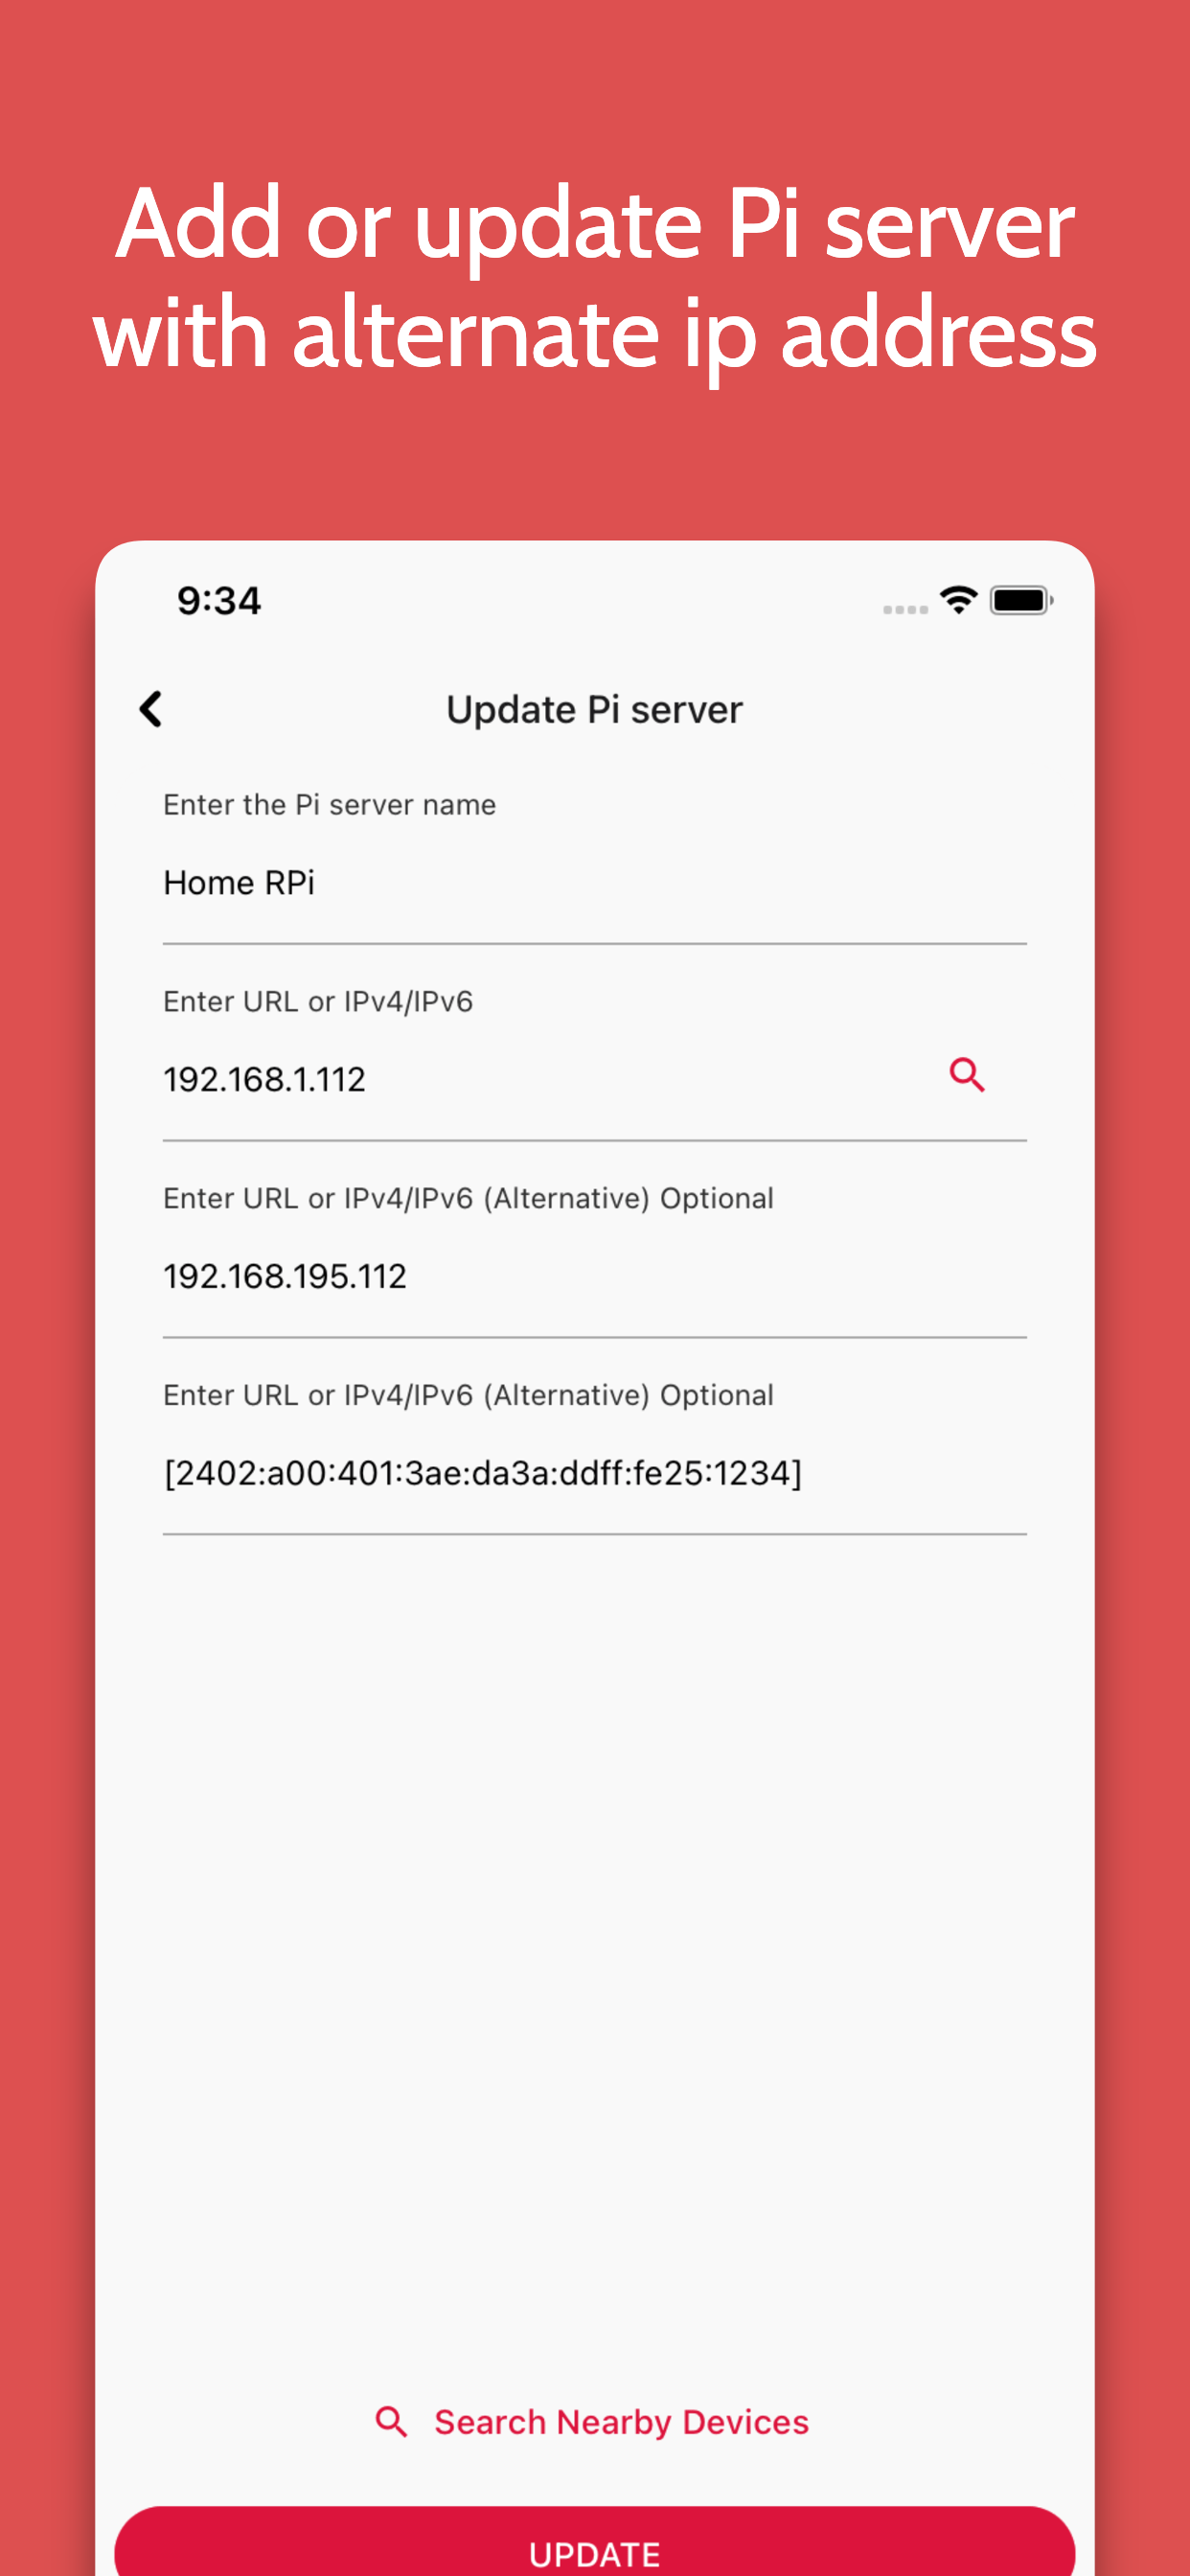 Add or update Pi server
with alternate ip address
9:34
Update Pi server
Enter the Pi server name
Home RPi
Enter URL or IPv4/IPv6
192.168.1.112
Enter URL or IPv4/IPv6 (Alternative) Optional
192.168.195.112
Enter URL or IPv4/IPv6 (Alternative) Optional
[2402:a00:401:3ae:da3a:ddff:fe25:1234]
Search Nearby Devices
UPDATE